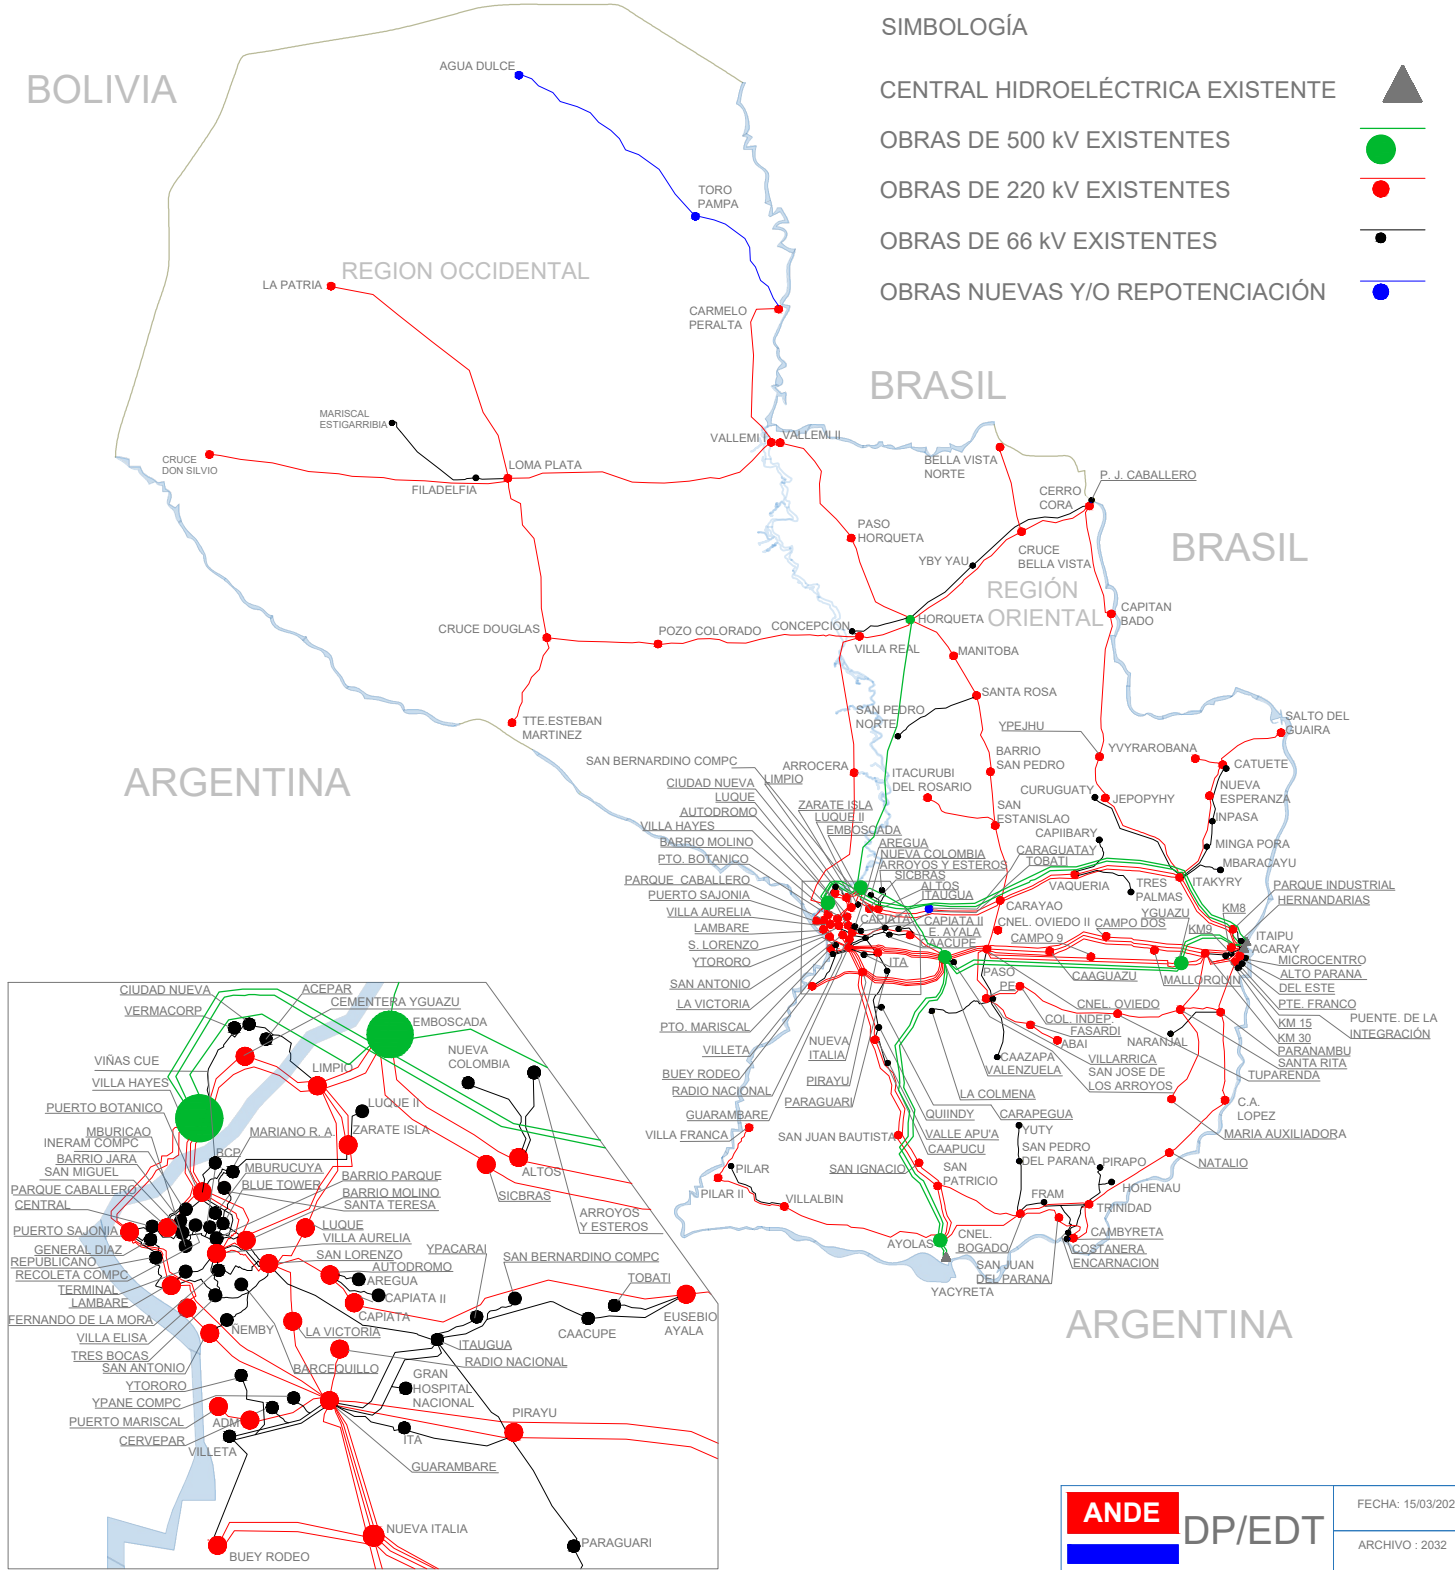 SIMBOLOGÍA
CENTRAL HIDROELÉCTRICA EXISTENTE
OBRAS DE 500 kV EXISTENTES
OBRAS DE 220 kV EXISTENTES
OBRAS DE 66 kV EXISTENTES
OBRAS NUEVAS Y/O REPOTENCIACIÓN
BOLIVIA
AGUA DULCE
TORO
PAMPA
REGION OCCIDENTAL
LA PATRIA
CARMELO
PERALTA
BRASIL
MARISCAL
ESTIGARRIBIA
CRUCE
DON SILVIO
FILADELFIA
LOMA PLATA
VALLEMI I
VALLEMI II
BELLA VISTA
NORTE
P. J. CABALLERO
CERRO
CORA
PASO
HORQUETA
YBY YAU
CRUCE
BELLA VISTA
BRASIL
REGIÓN
ORIENTAL
CAPITAN
BADO
CRUCE DOUGLAS
POZO COLORADO
CONCEPCION
HORQUETA
VILLA REAL
MANITOBA
SANTA ROSA
TTE.ESTEBAN
MARTINEZ
SAN PEDRO
NORTE
YPEJHU
SALTO DEL
GUAIRA
YVYRAROBANA
CATUETE
ARGENTINA
SAN BERNARDINO COMPC
ARROCERA
ITACURUBI
DEL ROSARIO
BARRIO
SAN PEDRO
CIUDAD NUEVA
LIMPIO
LUQUE
AUTODROMO
VILLA HAYES
BARRIO MOLINO
PTO. BOTANICO
PARQUE CABALLERO
PUERTO SAJONIA
VILLA AURELIA
LAMBARE
S. LORENZO
YTORORO
SAN ANTONIO
LA VICTORIA
PTO. MARISCAL
VILLETA
BUEY RODEO
RADIO NACIONAL
GUARAMBARE
VILLA FRANCA
ZARATE ISLA
LUQUE II
EMBOSCADA
AREGUA
NUEVA COLOMBIA
ARROYOS Y ESTEROS
SICBRAS
ALTOS
ITAUGUA
CAPIATA
CAPIATA II
E. AYALA
CAACUPE
ITA
SAN
ESTANISLAO
CURUGUATY
JEPOPYHY
CAPIIBARY
CARAGUATAY
TOBATI
NUEVA
ESPERANZA
INPASA
MINGA PORA
MBARACAYU
VAQUERIA
TRES
PALMAS
ITAKYRY
PARQUE INDUSTRIAL
HERNANDARIAS
CARAYAO
YGUAZU
KM8
CNEL. OVIEDO II
CAMPO DOS
KM9
ITAIPU
ACARAY
CAMPO 9
CAAGUAZU
MALLORQUIN
MICROCENTRO
ALTO PARANA
DEL ESTE
PTE. FRANCO
PUENTE. DE LA
INTEGRACIÓN
KM 15
KM 30
PARANAMBU
SANTA RITA
TUPARENDA
PASO
PE
COL. INDEP.
CNEL. OVIEDO
FASARDI
ABAI
NARANJAL
VILLARRICA
SAN JOSE DE
LOS ARROYOS
CAAZAPA
VALENZUELA
LA COLMENA
NUEVA
ITALIA
PIRAYU
PARAGUARI
QUIINDY
CARAPEGUA
YUTY
C.A.
LOPEZ
MARIA AUXILIADORA
SAN JUAN BAUTISTA
VALLE APU'A
CAAPUCU
SAN IGNACIO
SAN PEDRO
DEL PARANA
PIRAPO
NATALIO
HOHENAU
PILAR
PILAR II
VILLALBIN
SAN
PATRICIO
FRAM
TRINIDAD
CAMBYRETA
COSTANERA
ENCARNACION
AYOLAS
CNEL.
BOGADO
SAN JUAN
DEL PARANA
YACYRETA
ARGENTINA
CIUDAD NUEVA
ACEPAR
CEMENTERA YGUAZU
VERMACORP
EMBOSCADA
VIÑAS CUE
LIMPIO
NUEVA
COLOMBIA
VILLA HAYES
PUERTO BOTANICO
LUQUE II
MBURICAO
MARIANO R. A.
ZARATE ISLA
INERAM COMPC
BCP
BARRIO JARA
MBURUCUYA
ALTOS
SAN MIGUEL
BLUE TOWER
BARRIO PARQUE
SICBRAS
PARQUE CABALLERO
BARRIO MOLINO
CENTRAL
SANTA TERESA
ARROYOS
Y ESTEROS
PUERTO SAJONIA
LUQUE
VILLA AURELIA
GENERAL DIAZ
YPACARAI
SAN BERNARDINO COMPC
REPUBLICANO
SAN LORENZO
RECOLETA COMPC
AUTODROMO
TERMINAL
AREGUA
TOBATI
LAMBARE
CAPIATA II
FERNANDO DE LA MORA
CAPIATA
CAACUPE
EUSEBIO
AYALA
VILLA ELISA
NEMBY
LA VICTORIA
ITAUGUA
TRES BOCAS
SAN ANTONIO
BARCEQUILLO
RADIO NACIONAL
YTORORO
GRAN
HOSPITAL
NACIONAL
YPANE COMPC
PUERTO MARISCAL
ADM
PIRAYU
CERVEPAR
ITA
VILLETA
GUARAMBARE
NUEVA ITALIA
BUEY RODEO
PARAGUARI
ANDE
DP/EDT
FECHA: 15/03/202
ARCHIVO : 2032